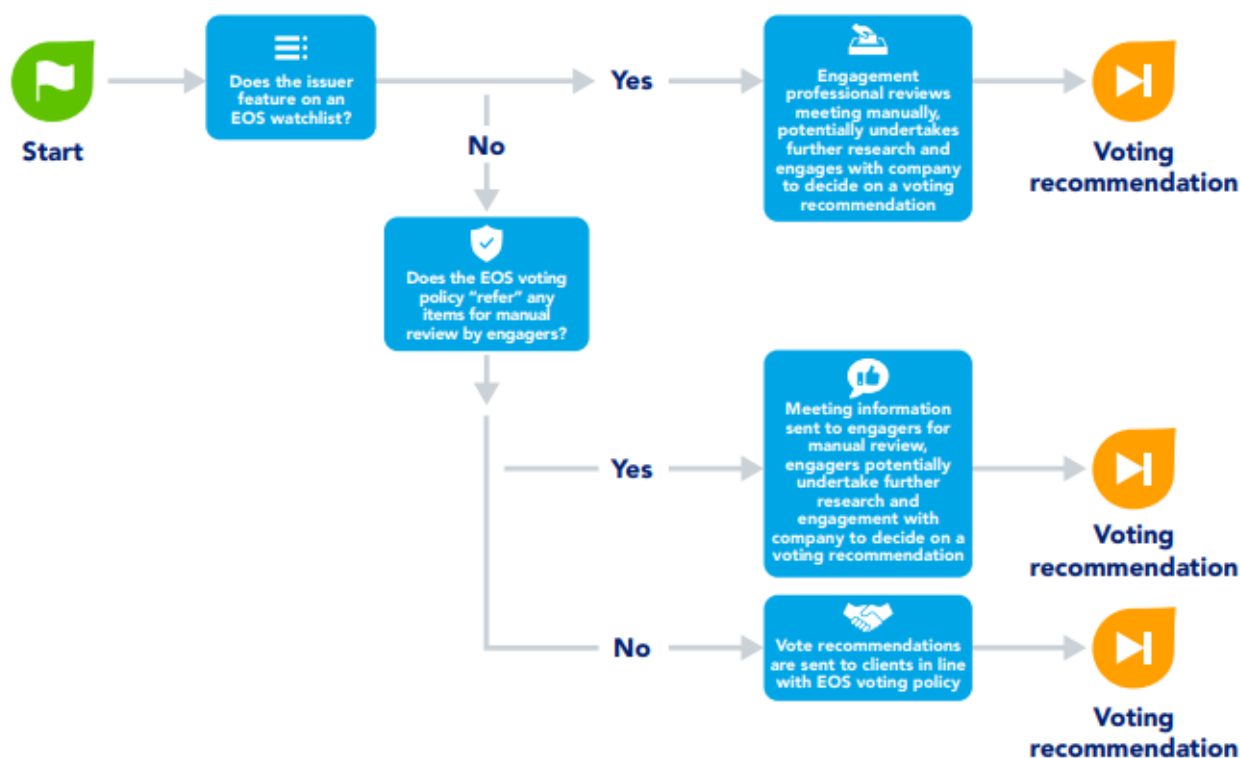 Start
Does the issuer
feature on an
EOS watchlist?
Yes
Engagement
professional reviews
meeting manually,
potentially undertakes
further research and
engages with company
to decide on a voting
recommendation
Voting
recommendation
No
Does the EOS voting
policy “refer” any
items for manual
review by engagers?
Yes
Meeting information
sent to engagers for
manual review,
engagers potentially
undertake further
research and
engagement with
company to decide on a
voting recommendation
Voting
recommendation
No
Vote recommendations
are sent to clients in line
with EOS voting policy
Voting
recommendation